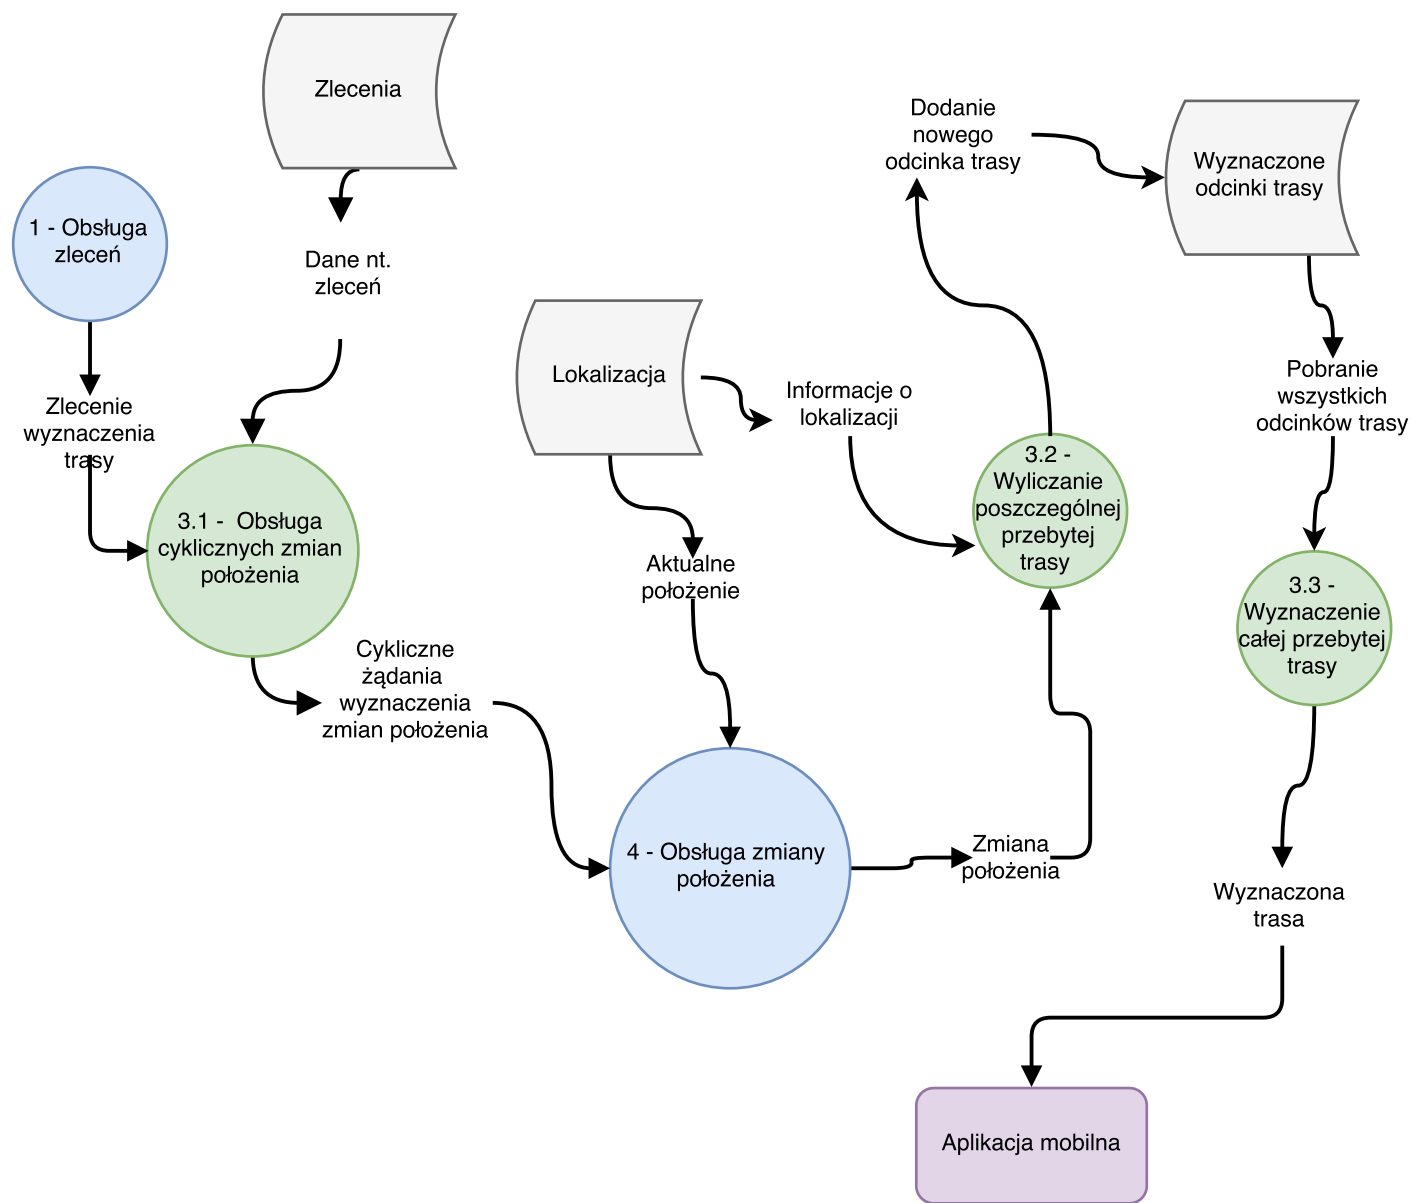 Zlecenia
1 - Obsługa
zleceń
Dane nt.
zleceń
Zlecenie
wyznaczenia
trasy
3.1 -  Obsługa
cyklicznych zmian
położenia
Cykliczne
żądania
wyznaczenia
zmian położenia
Lokalizacja
Aktualne
położenie
4 - Obsługa zmiany
położenia
Informacje o
lokalizacji
Zmiana
położenia
3.2 -
Wyliczanie
poszczególnej
przebytej
trasy
Dodanie
nowego
odcinka trasy
Wyznaczone
odcinki trasy
Pobranie
wszystkich
odcinków trasy
3.3 -
Wyznaczenie
całej przebytej
trasy
Wyznaczona
trasa
Aplikacja mobilna